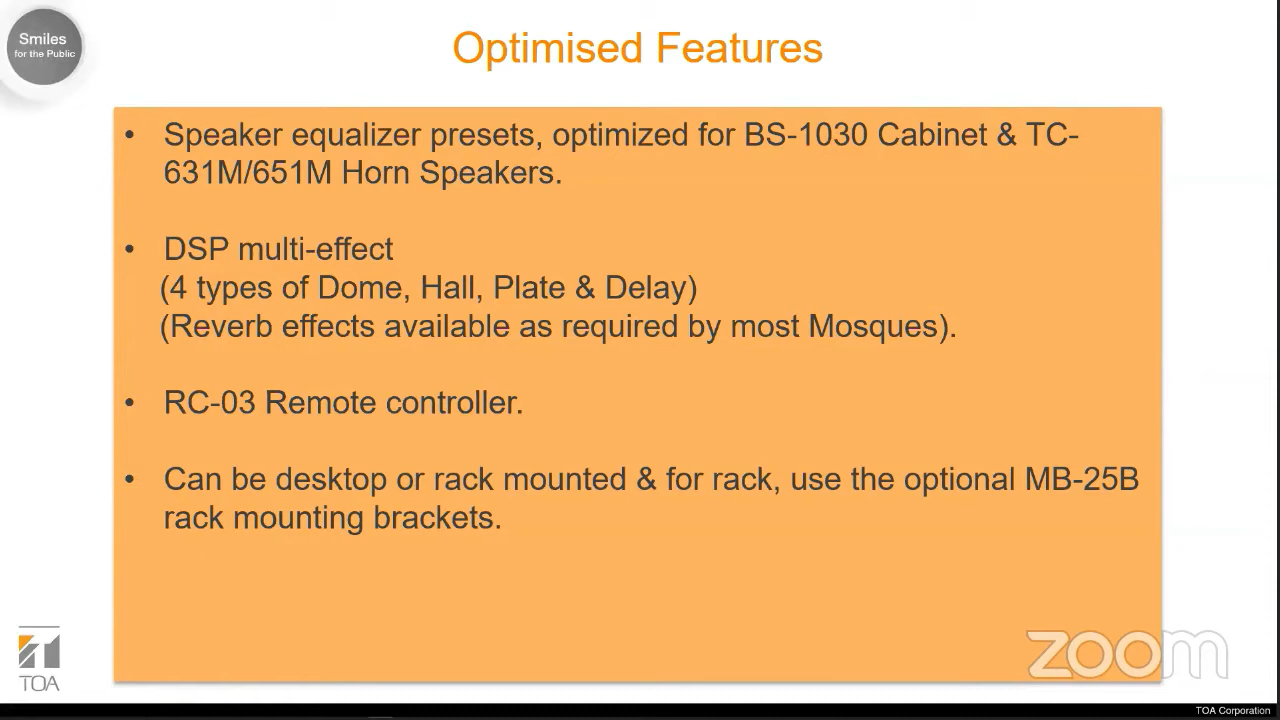 Smiles
for the Public
Optimised Features
• Speaker equalizer presets, optimized for BS-1030 Cabinet & TC-
631M/651M Horn Speakers.
• DSP multi-effect
(4 types of Dome, Hall, Plate & Delay)
(Reverb effects available as required by most Mosques).
• RC-03 Remote controller.
• Can be desktop or rack mounted & for rack, use the optional MB-25B
rack mounting brackets.
TOA
zoom
TOA Corporation